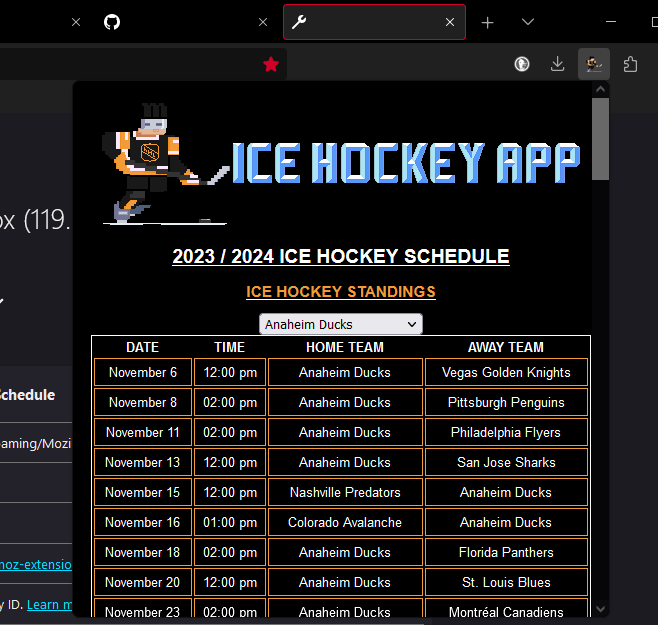 ox (119.
ICE HOCKEY APP
2023 / 2024 ICE HOCKEY SCHEDULE
ICE HOCKEY STANDINGS
Anaheim Ducks
DATE TIME HOME TEAM AWAY TEAM
November 6 12:00 pm Anaheim Ducks Vegas Golden Knights
November 8 02:00 pm Anaheim Ducks Pittsburgh Penguins
chedule
November 11 02:00 pm Anaheim Ducks Philadelphia Flyers
eaming/Mozi
November 13 12:00 pm Anaheim Ducks San Jose Sharks
November 15 12:00 pm Nashville Predators Anaheim Ducks
November 16 01:00 pm Colorado Avalanche Anaheim Ducks
November 18 02:00 pm Anaheim Ducks Florida Panthers
moz-extensio
November 20 12:00 pm Anaheim Ducks St. Louis Blues
y ID. Learn m
November 23 02:00 pm Anaheim Ducks Montréal Canadiens